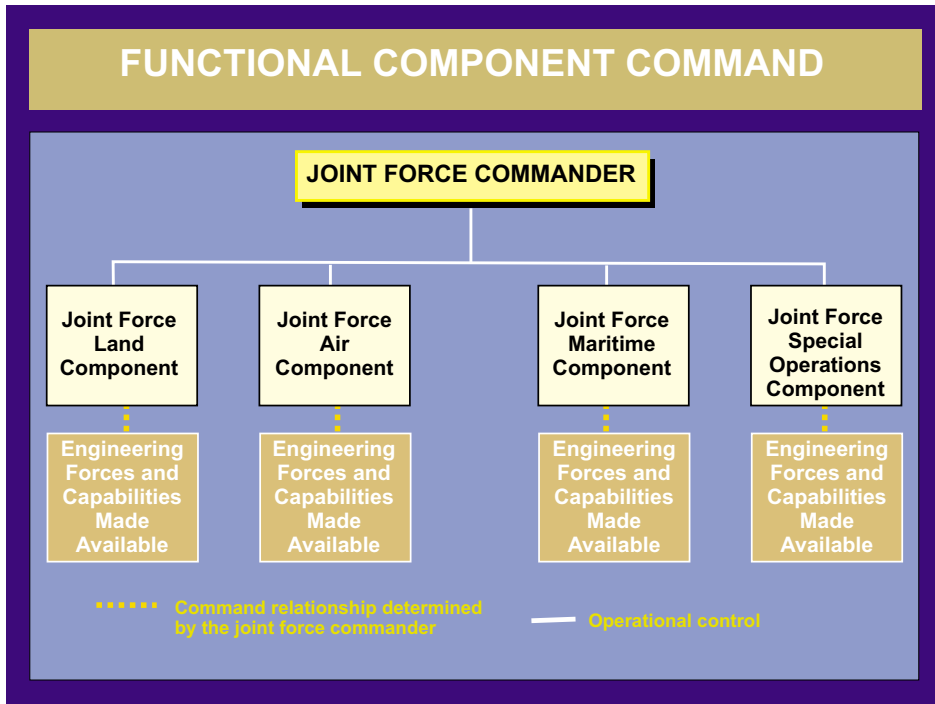 FUNCTIONAL COMPONENT COMMAND
JOINT FORCE COMMANDER
Joint Force
Land
Component
Joint Force
Air
Component
Joint Force
Maritime
Component
Joint Force
Special
Operations
Component
Engineering
Forces and
Capabilities
Made
Available
Engineering
Forces and
Capabilities
Made
Available
Engineering
Forces and
Capabilities
Made
Available
Engineering
Forces and
Capabilities
Made
Available
Command relationship determined
by the joint force commander
Operational control